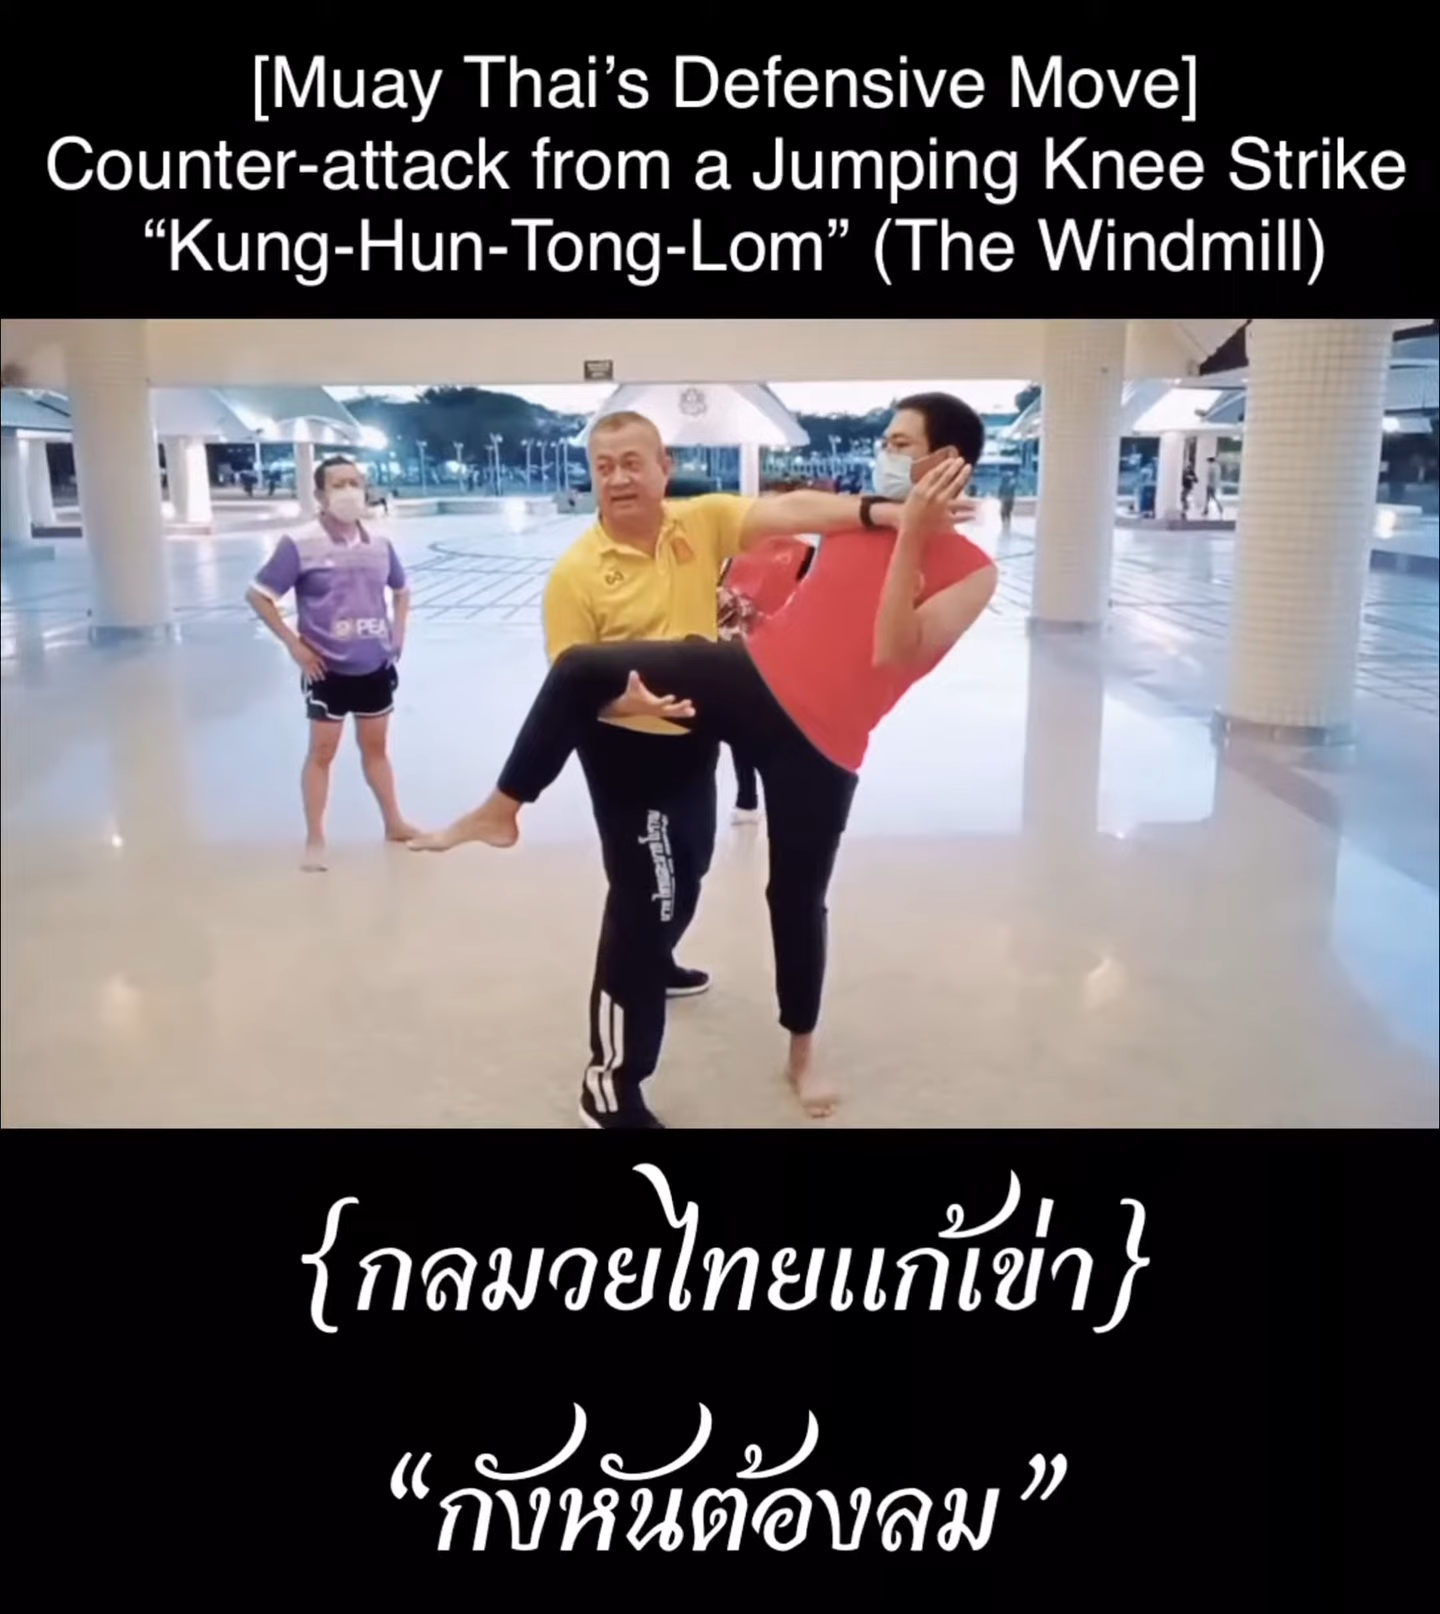 [Muay Thai’s Defensive Move]
Counter-attack from a Jumping Knee Strike
“Kung-Hun-Tong-Lom” (The Windmill)
PEA
{กลมวยไทยแก้เข่า}
“กังหันต้องลม”